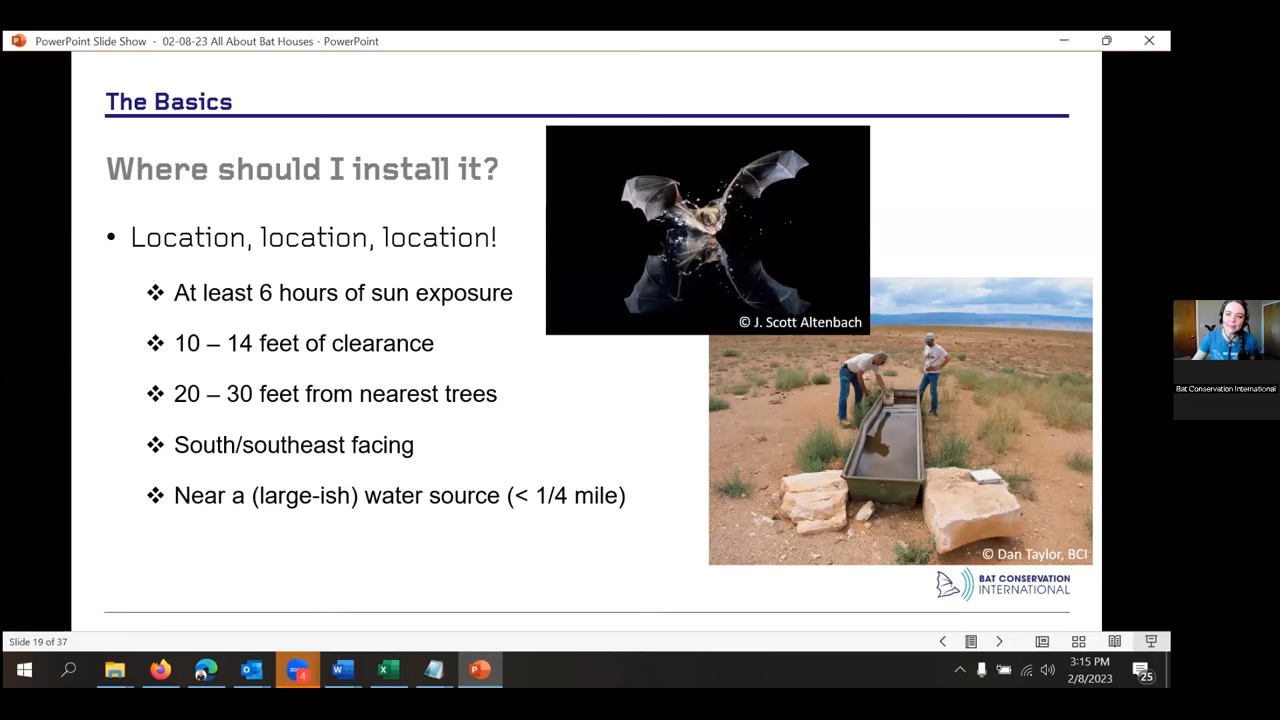 PowerPoint Slide Show - 02-08-23 All About Bat Houses - PowerPoint
The Basics
Where should I install it?
• Location, location, location!
❖ At least 6 hours of sun exposure
❖ 10 – 14 feet of clearance
❖ 20 – 30 feet from nearest trees
❖ South/southeast facing
❖ Near a (large-ish) water source (< 1/4 mile)
© J. Scott Altenbach
© Dan Taylor, BCI
BAT CONSERVATION
INTERNATIONAL
Bat Conservation International
Slide 19 of 37
4
3:15 PM
2/8/2023
25